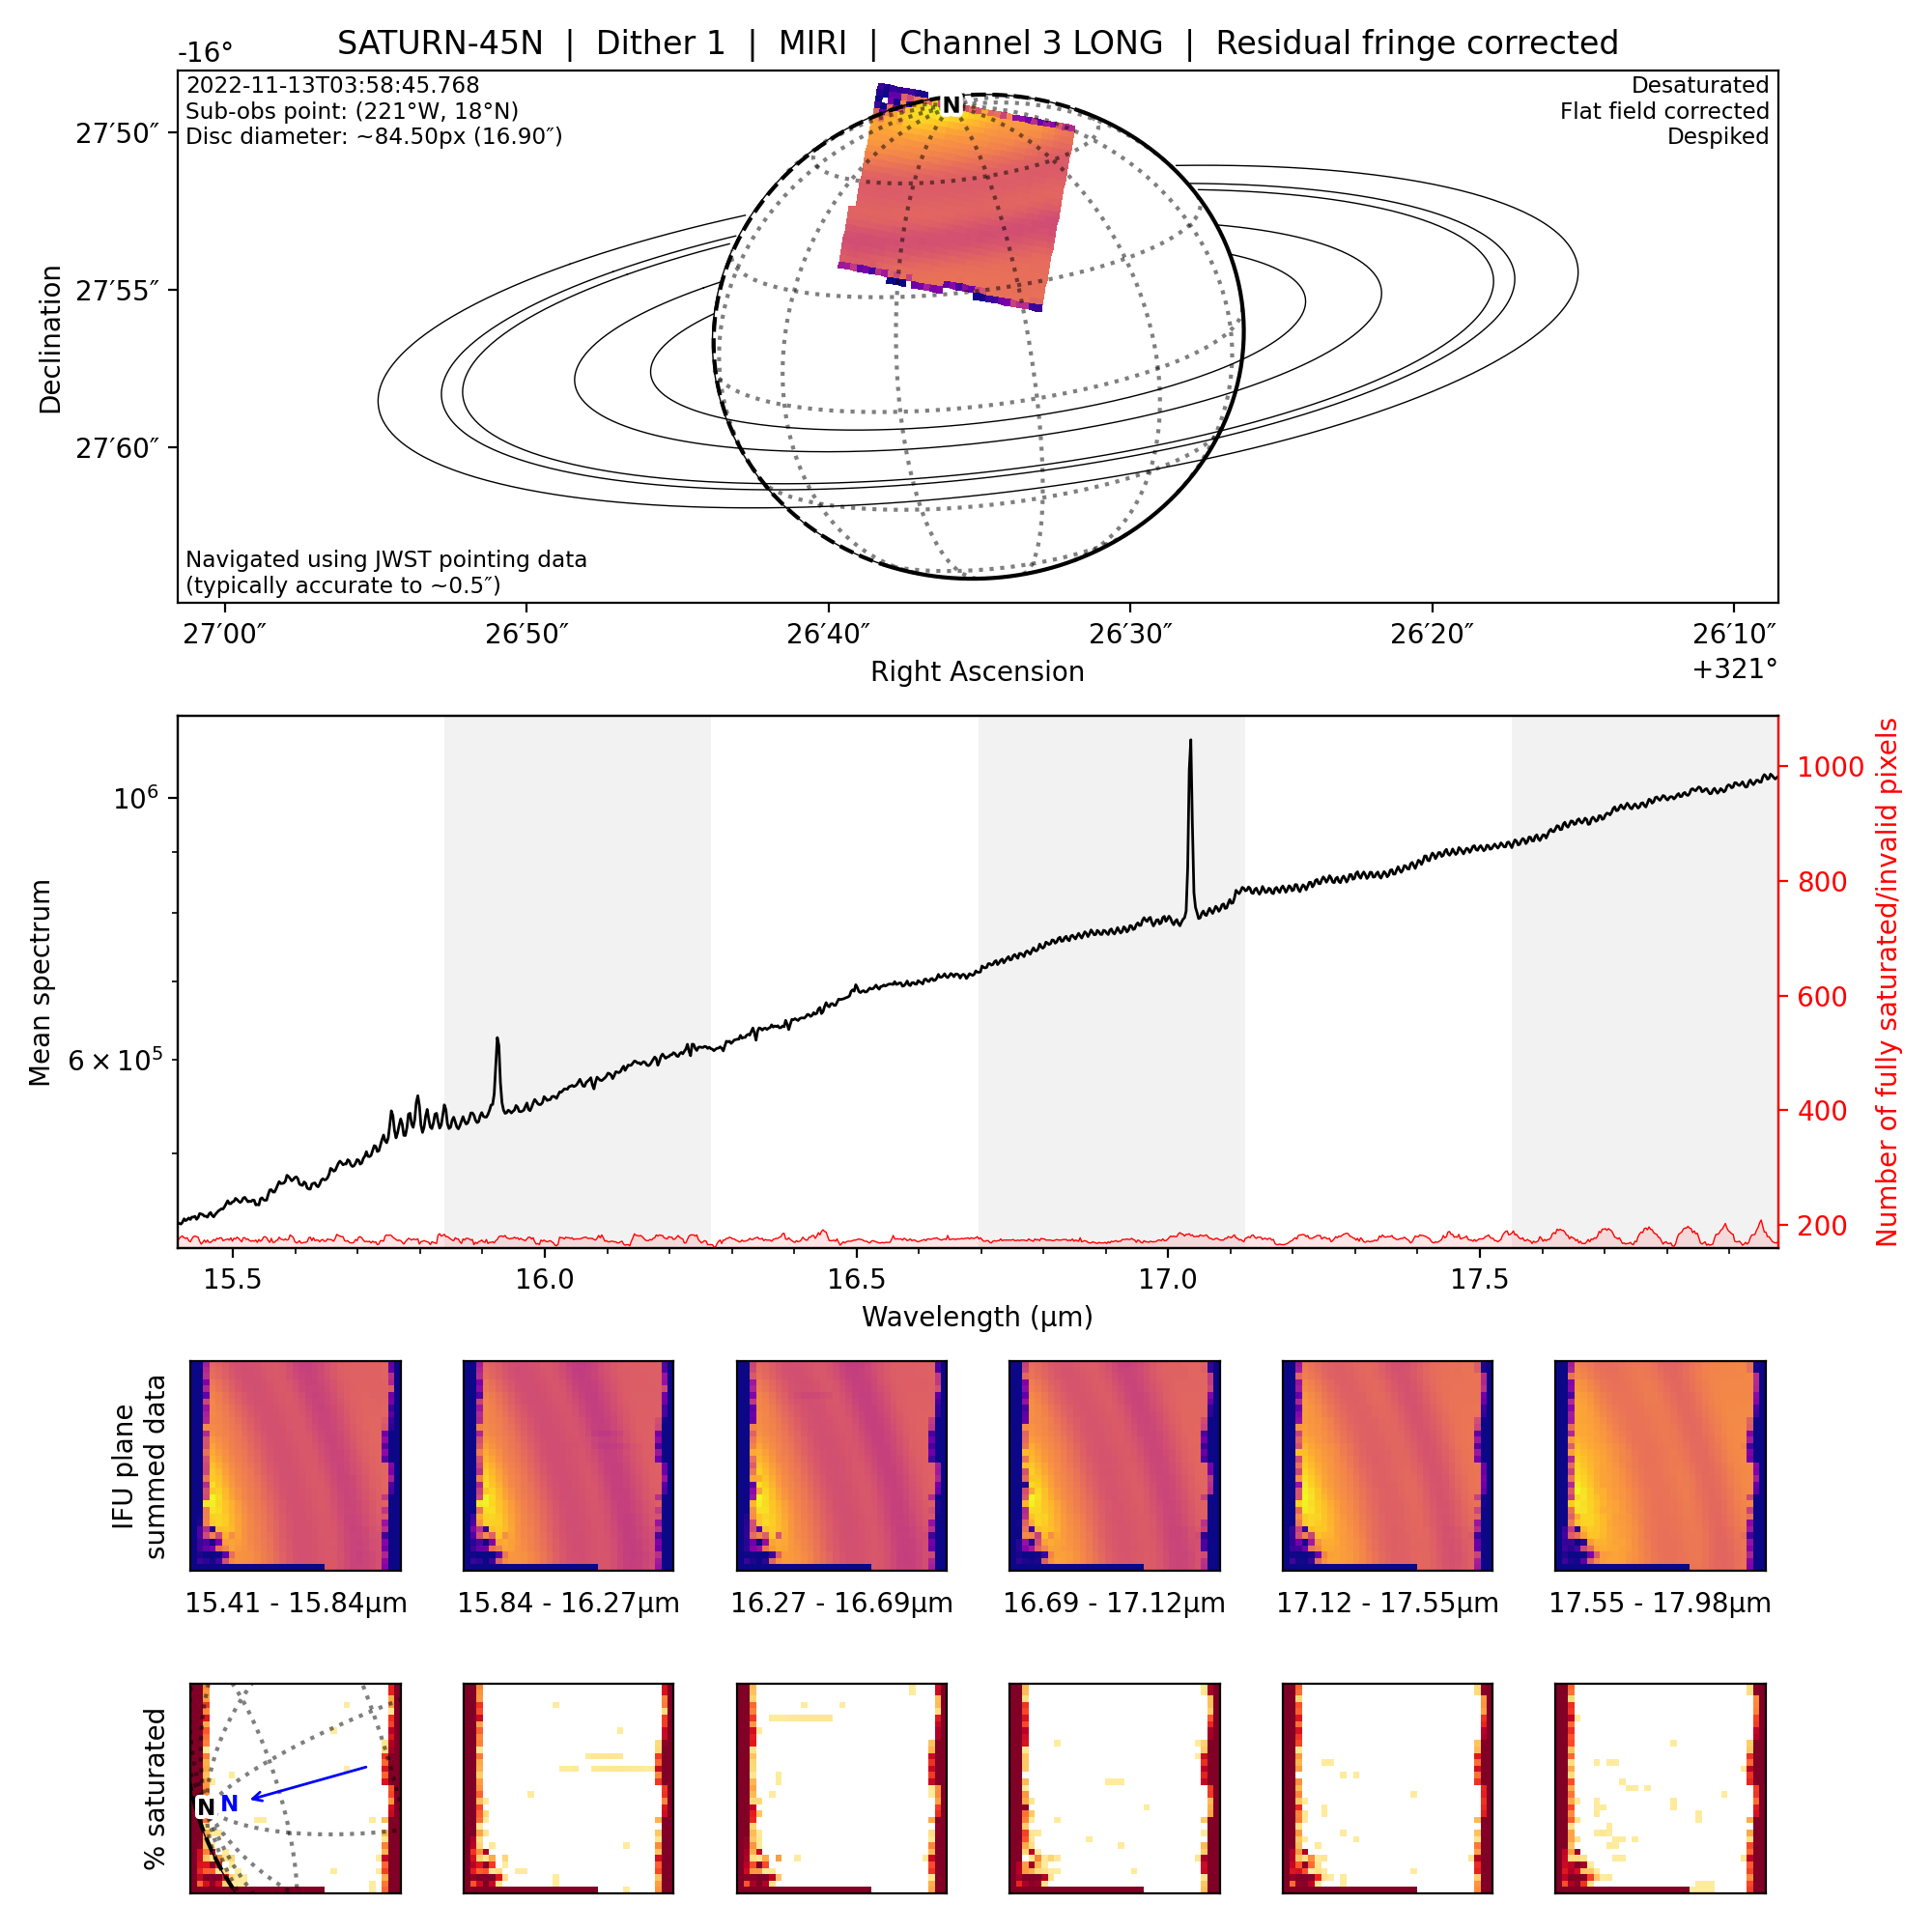 SATURN-45N | Dither 1 | MIRI | Channel 3 LONG | Residual fringe corrected
-16°
2022-11-13T03:58:45.768
Sub-obs point: (221°W, 18°N)
Disc diameter: ~84.50px (16.90″)
Desaturated
Flat field corrected
Despiked
N
27′50″
27′55″
27′60″
Declination
Navigated using JWST pointing data
(typically accurate to ~0.5″)
27′00″ 26′50″ 26′40″ 26′30″ 26′20″ 26′10″
Right Ascension
+321°
Mean spectrum
10⁶
6 × 10⁵
Number of fully saturated/invalid pixels
1000
800
600
400
200
15.5 16.0 16.5 17.0 17.5
Wavelength (µm)
IFU plane
summed data
15.41 - 15.84µm 15.84 - 16.27µm 16.27 - 16.69µm 16.69 - 17.12µm 17.12 - 17.55µm 17.55 - 17.98µm
% saturated
N N